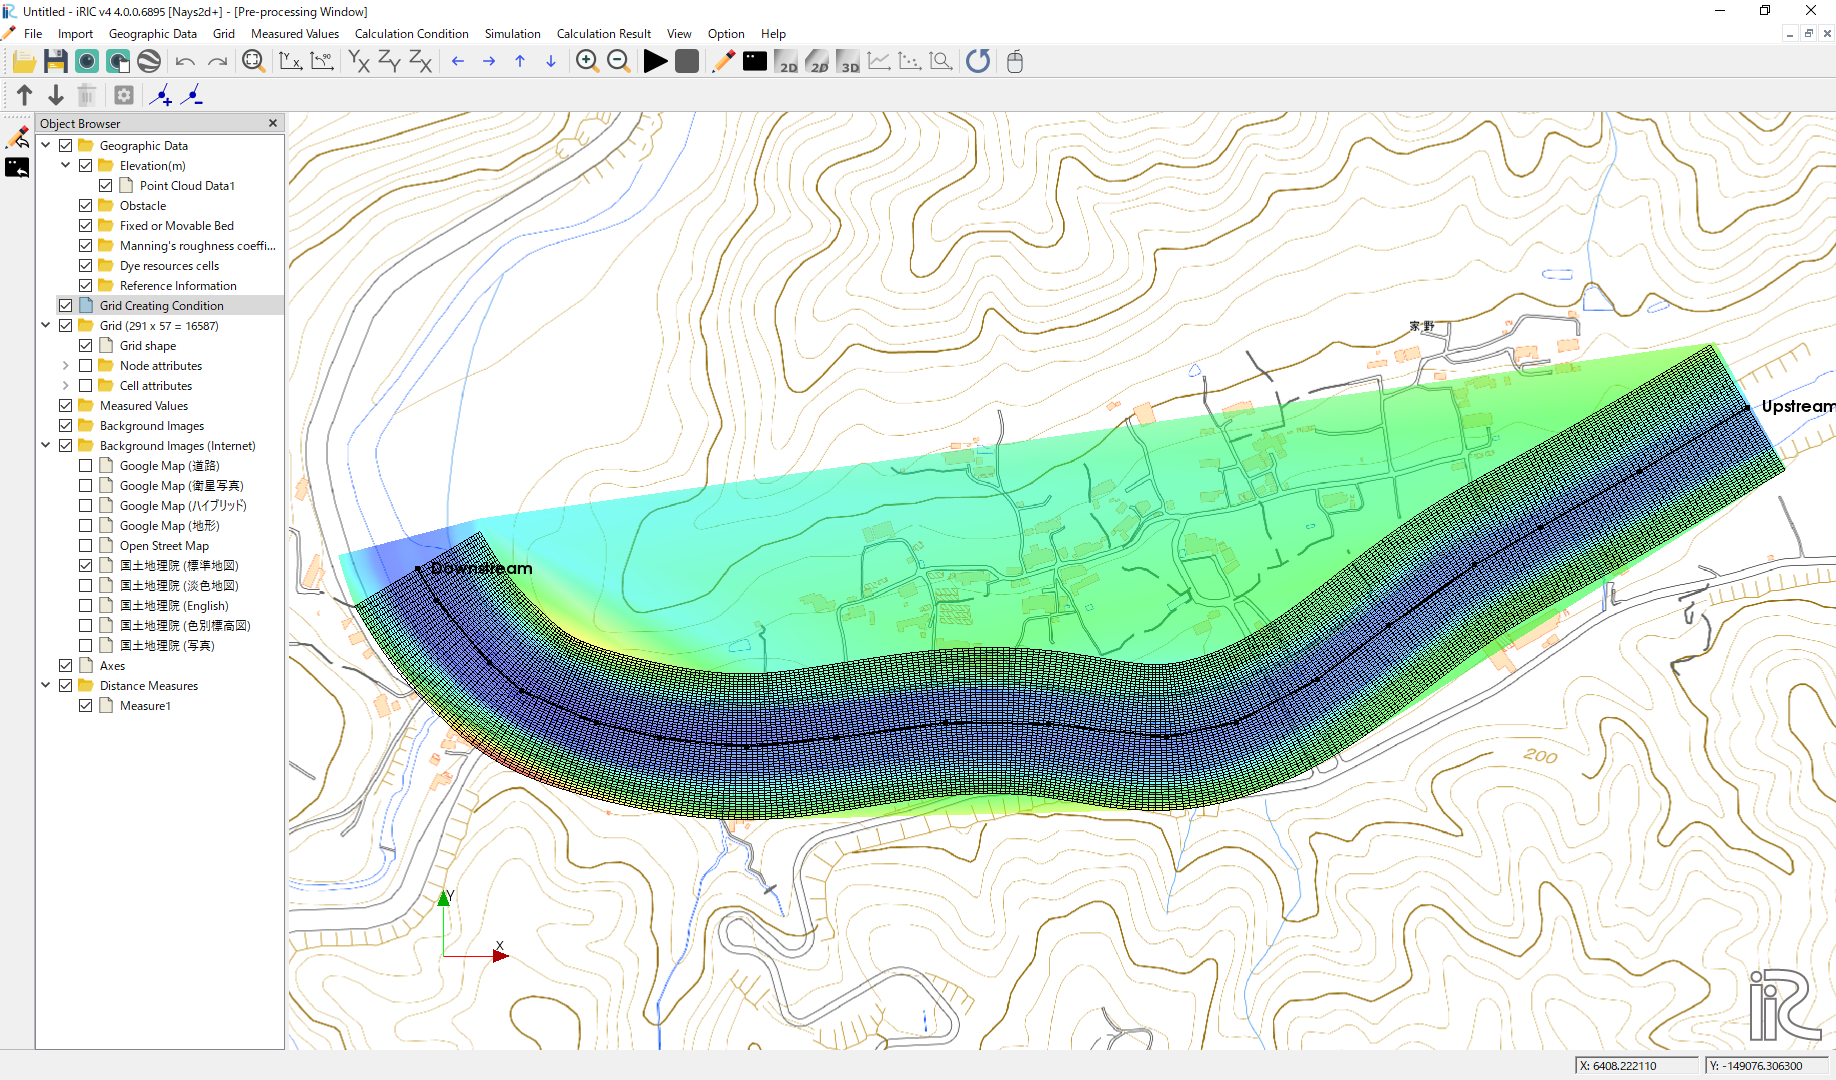 Untitled - iRIC v4 4.0.0.6895 [Nays2d+] - [Pre-processing Window]
File Import Geographic Data Grid Measured Values Calculation Condition Simulation Calculation Result View Option Help
2D 2D 3D
Object Browser
Geographic Data
Elevation(m)
Point Cloud Data1
Obstacle
Fixed or Movable Bed
Manning's roughness coeffi...
Dye resources cells
Reference Information
Grid Creating Condition
Grid (291 x 57 = 16587)
Grid shape
Node attributes
Cell attributes
Measured Values
Background Images
Background Images (Internet)
Google Map (道路)
Google Map (衛星写真)
Google Map (ハイブリッド)
Google Map (地形)
Open Street Map
国土地理院 (標準地図)
国土地理院 (淡色地図)
国土地理院 (English)
国土地理院 (色別標高図)
国土地理院 (写真)
Axes
Distance Measures
Measure1
家野
Upstream
Downstream
200
Y
X
iRIC
X: 6408.222110 Y: -149076.306300